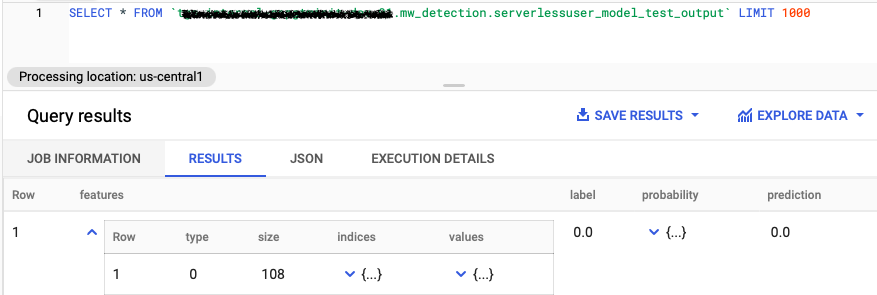 1 SELECT * FROM `.mw_detection.serverlessuser_model_test_output` LIMIT 1000
Processing location: us-central1
Query results SAVE RESULTS EXPLORE DATA
JOB INFORMATION RESULTS JSON EXECUTION DETAILS
Row features label probability prediction
1 0.0 {...} 0.0
Row type size indices values
1 0 108 {...} {...}